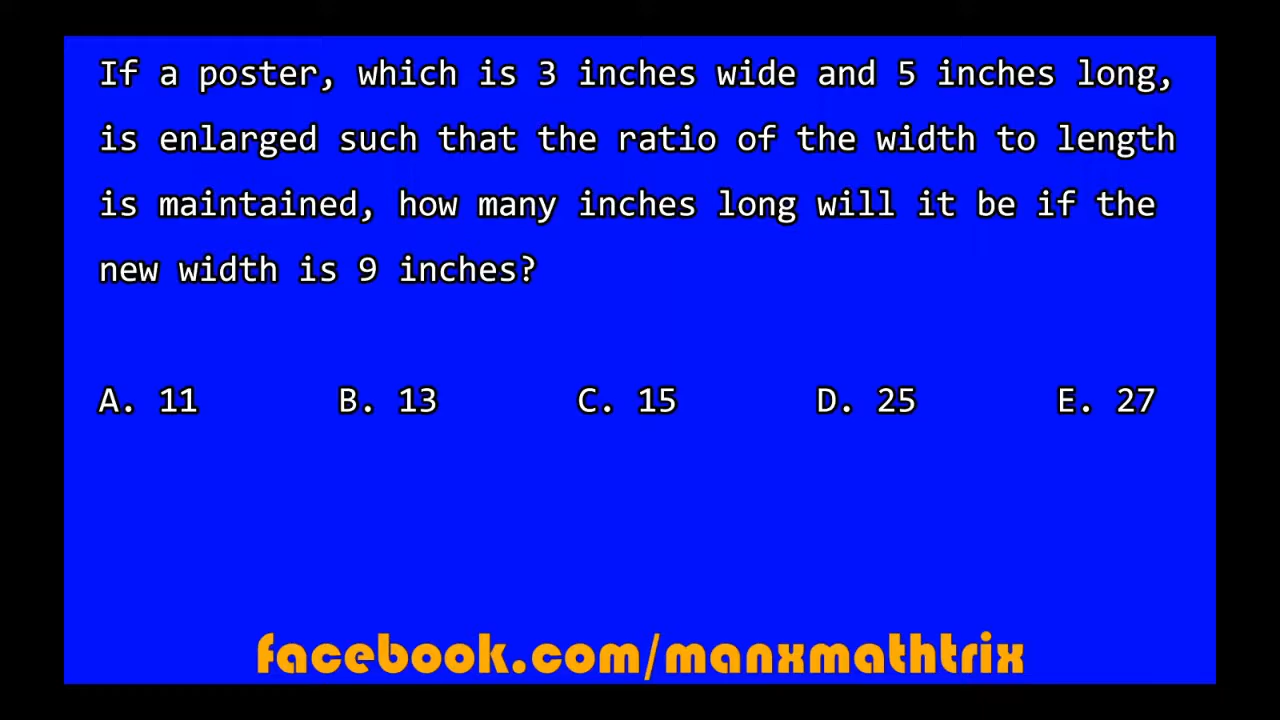 If a poster, which is 3 inches wide and 5 inches long,
is enlarged such that the ratio of the width to length
is maintained, how many inches long will it be if the
new width is 9 inches?
A. 11 B. 13 C. 15 D. 25 E. 27
facebook.com/manxmathtrix